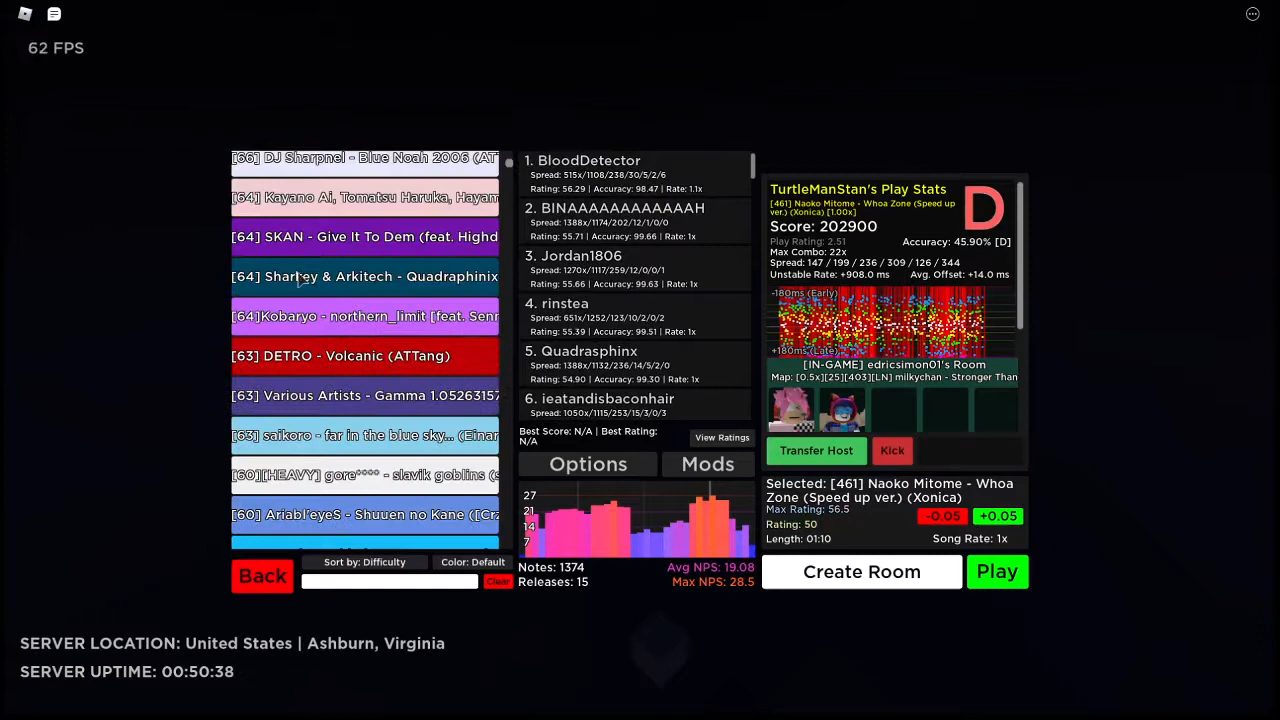 62 FPS
[66] DJ Sharpnel - Blue Noah 2006 (ATT
[64] Kayano Ai, Tomatsu Haruka, Hayam
[64] SKAN - Give It To Dem (feat. Highd
[64] Sharkey & Arkitech - Quadraphinix
[64]Kobaryo - northern_limit [feat. Senr
[63] DETRO - Volcanic (ATTang)
[63] Various Artists - Gamma 1.05263157
[63] saikoro - far in the blue sky... (Einar
[60][HEAVY] gore**** - slavik goblins (s
[60] Ariabl'eyeS - Shuuen no Kane ([Crz
Back
Sort by: Difficulty
Color: Default
Clear
1. BloodDetector
Spread: 515x/1108/238/30/5/2/6
Rating: 56.29 | Accuracy: 98.47 | Rate: 1.1x
2. BINAAAAAAAAAAAAH
Spread: 1388x/1174/202/12/1/0/0
Rating: 55.71 | Accuracy: 99.66 | Rate: 1x
3. Jordan1806
Spread: 1270x/1117/259/12/0/0/1
Rating: 55.66 | Accuracy: 99.63 | Rate: 1x
4. rinstea
Spread: 651x/1252/123/10/2/0/2
Rating: 55.39 | Accuracy: 99.51 | Rate: 1x
5. Quadrasphinx
Spread: 1388x/1132/236/14/5/2/0
Rating: 54.90 | Accuracy: 99.30 | Rate: 1x
6. ieatandisbaconhair
Spread: 1050x/1115/253/15/3/0/3
Best Score: N/A | Best Rating:
N/A
View Ratings
Options
Mods
27
21
14
7
Notes: 1374
Avg NPS: 19.08
Releases: 15
Max NPS: 28.5
TurtleManStan's Play Stats
[461] Naoko Mitome - Whoa Zone (Speed up
ver.) (Xonica) [1.00x]
D
Score: 202900
Play Rating: 2.51
Accuracy: 45.90% [D]
Max Combo: 22x
Spread: 147 / 199 / 236 / 309 / 126 / 344
Unstable Rate: +908.0 ms
Avg. Offset: +14.0 ms
-180ms (Early)
+180ms (Late)
[IN-GAME] edricsimon01's Room
Map: [0.5x][25][403][LN] milkychan - Stronger Than
Transfer Host
Kick
Selected: [461] Naoko Mitome - Whoa
Zone (Speed up ver.) (Xonica)
Max Rating: 56.5
-0.05
+0.05
Rating: 50
Length: 01:10
Song Rate: 1x
Create Room
Play
SERVER LOCATION: United States | Ashburn, Virginia
SERVER UPTIME: 00:50:38